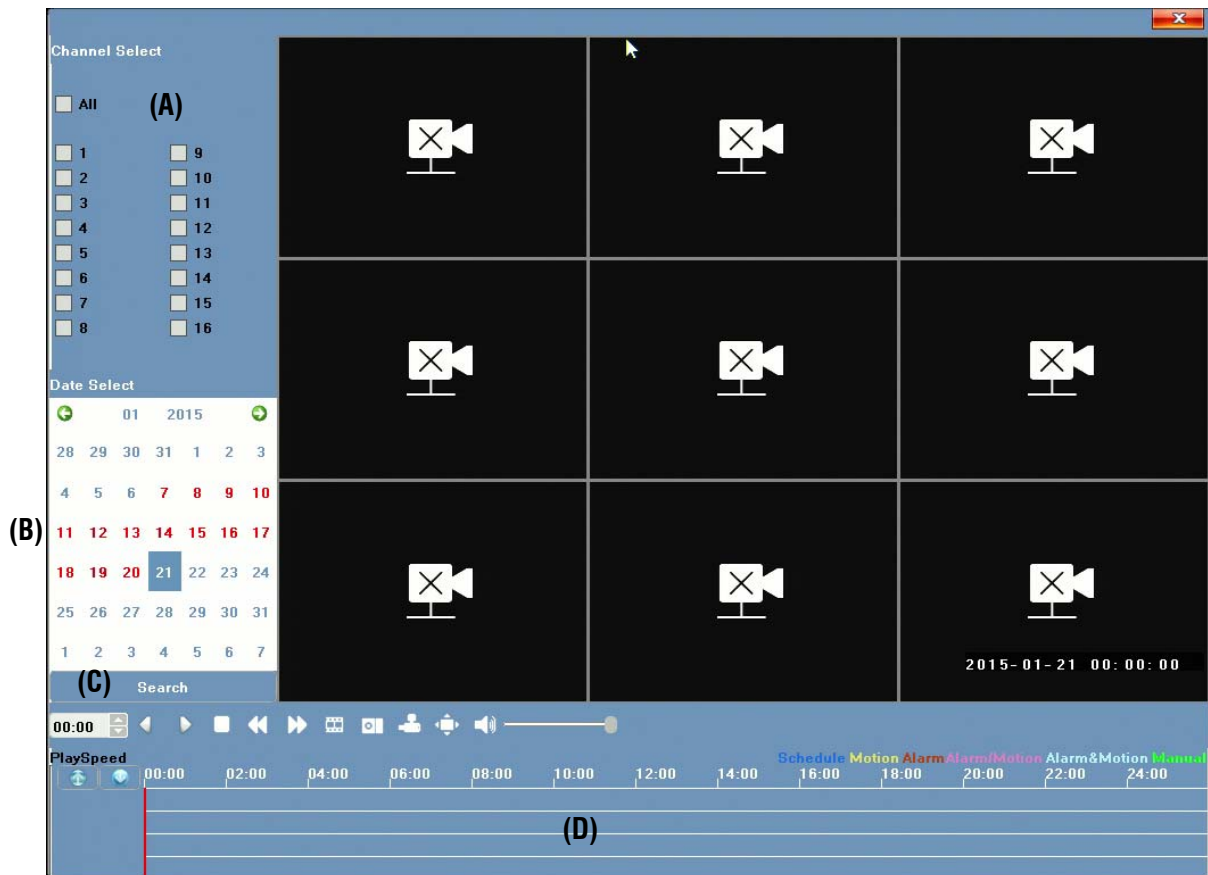 X
Channel Select
All (A)
1 9
2 10
3 11
4 12
5 13
6 14
7 15
8 16
Date Select
01 2015
28 29 30 31 1 2 3
4 5 6 7 8 9 10
(B) 11 12 13 14 15 16 17
18 19 20 21 22 23 24
25 26 27 28 29 30 31
1 2 3 4 5 6 7
2015-01-21 00:00:00
(C) Search
00:00
PlaySpeed
Schedule Motion Alarm Alarm/Motion Alarm&Motion Manual
00:00 02:00 04:00 06:00 08:00 10:00 12:00 14:00 16:00 18:00 20:00 22:00 24:00
(D)